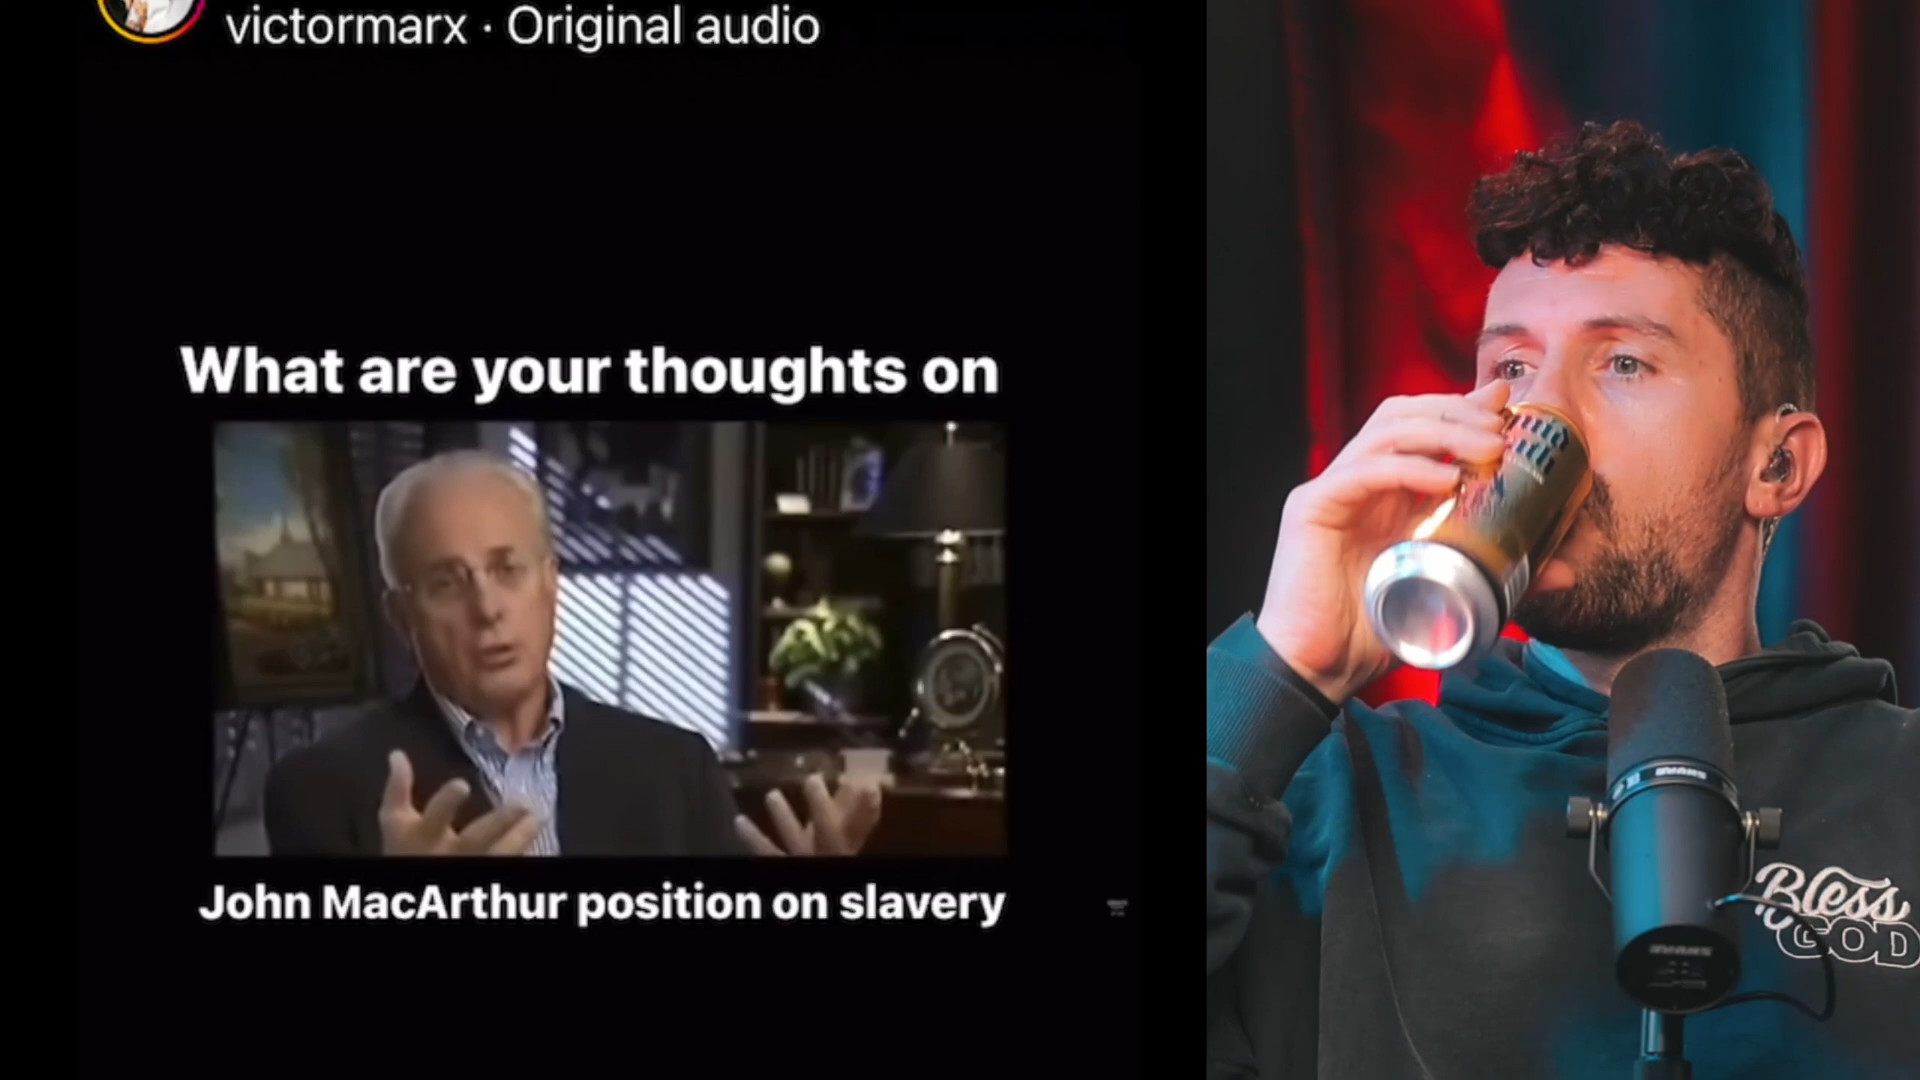 victormarx · Original audio
What are your thoughts on
John MacArthur position on slavery
Bless
GOD